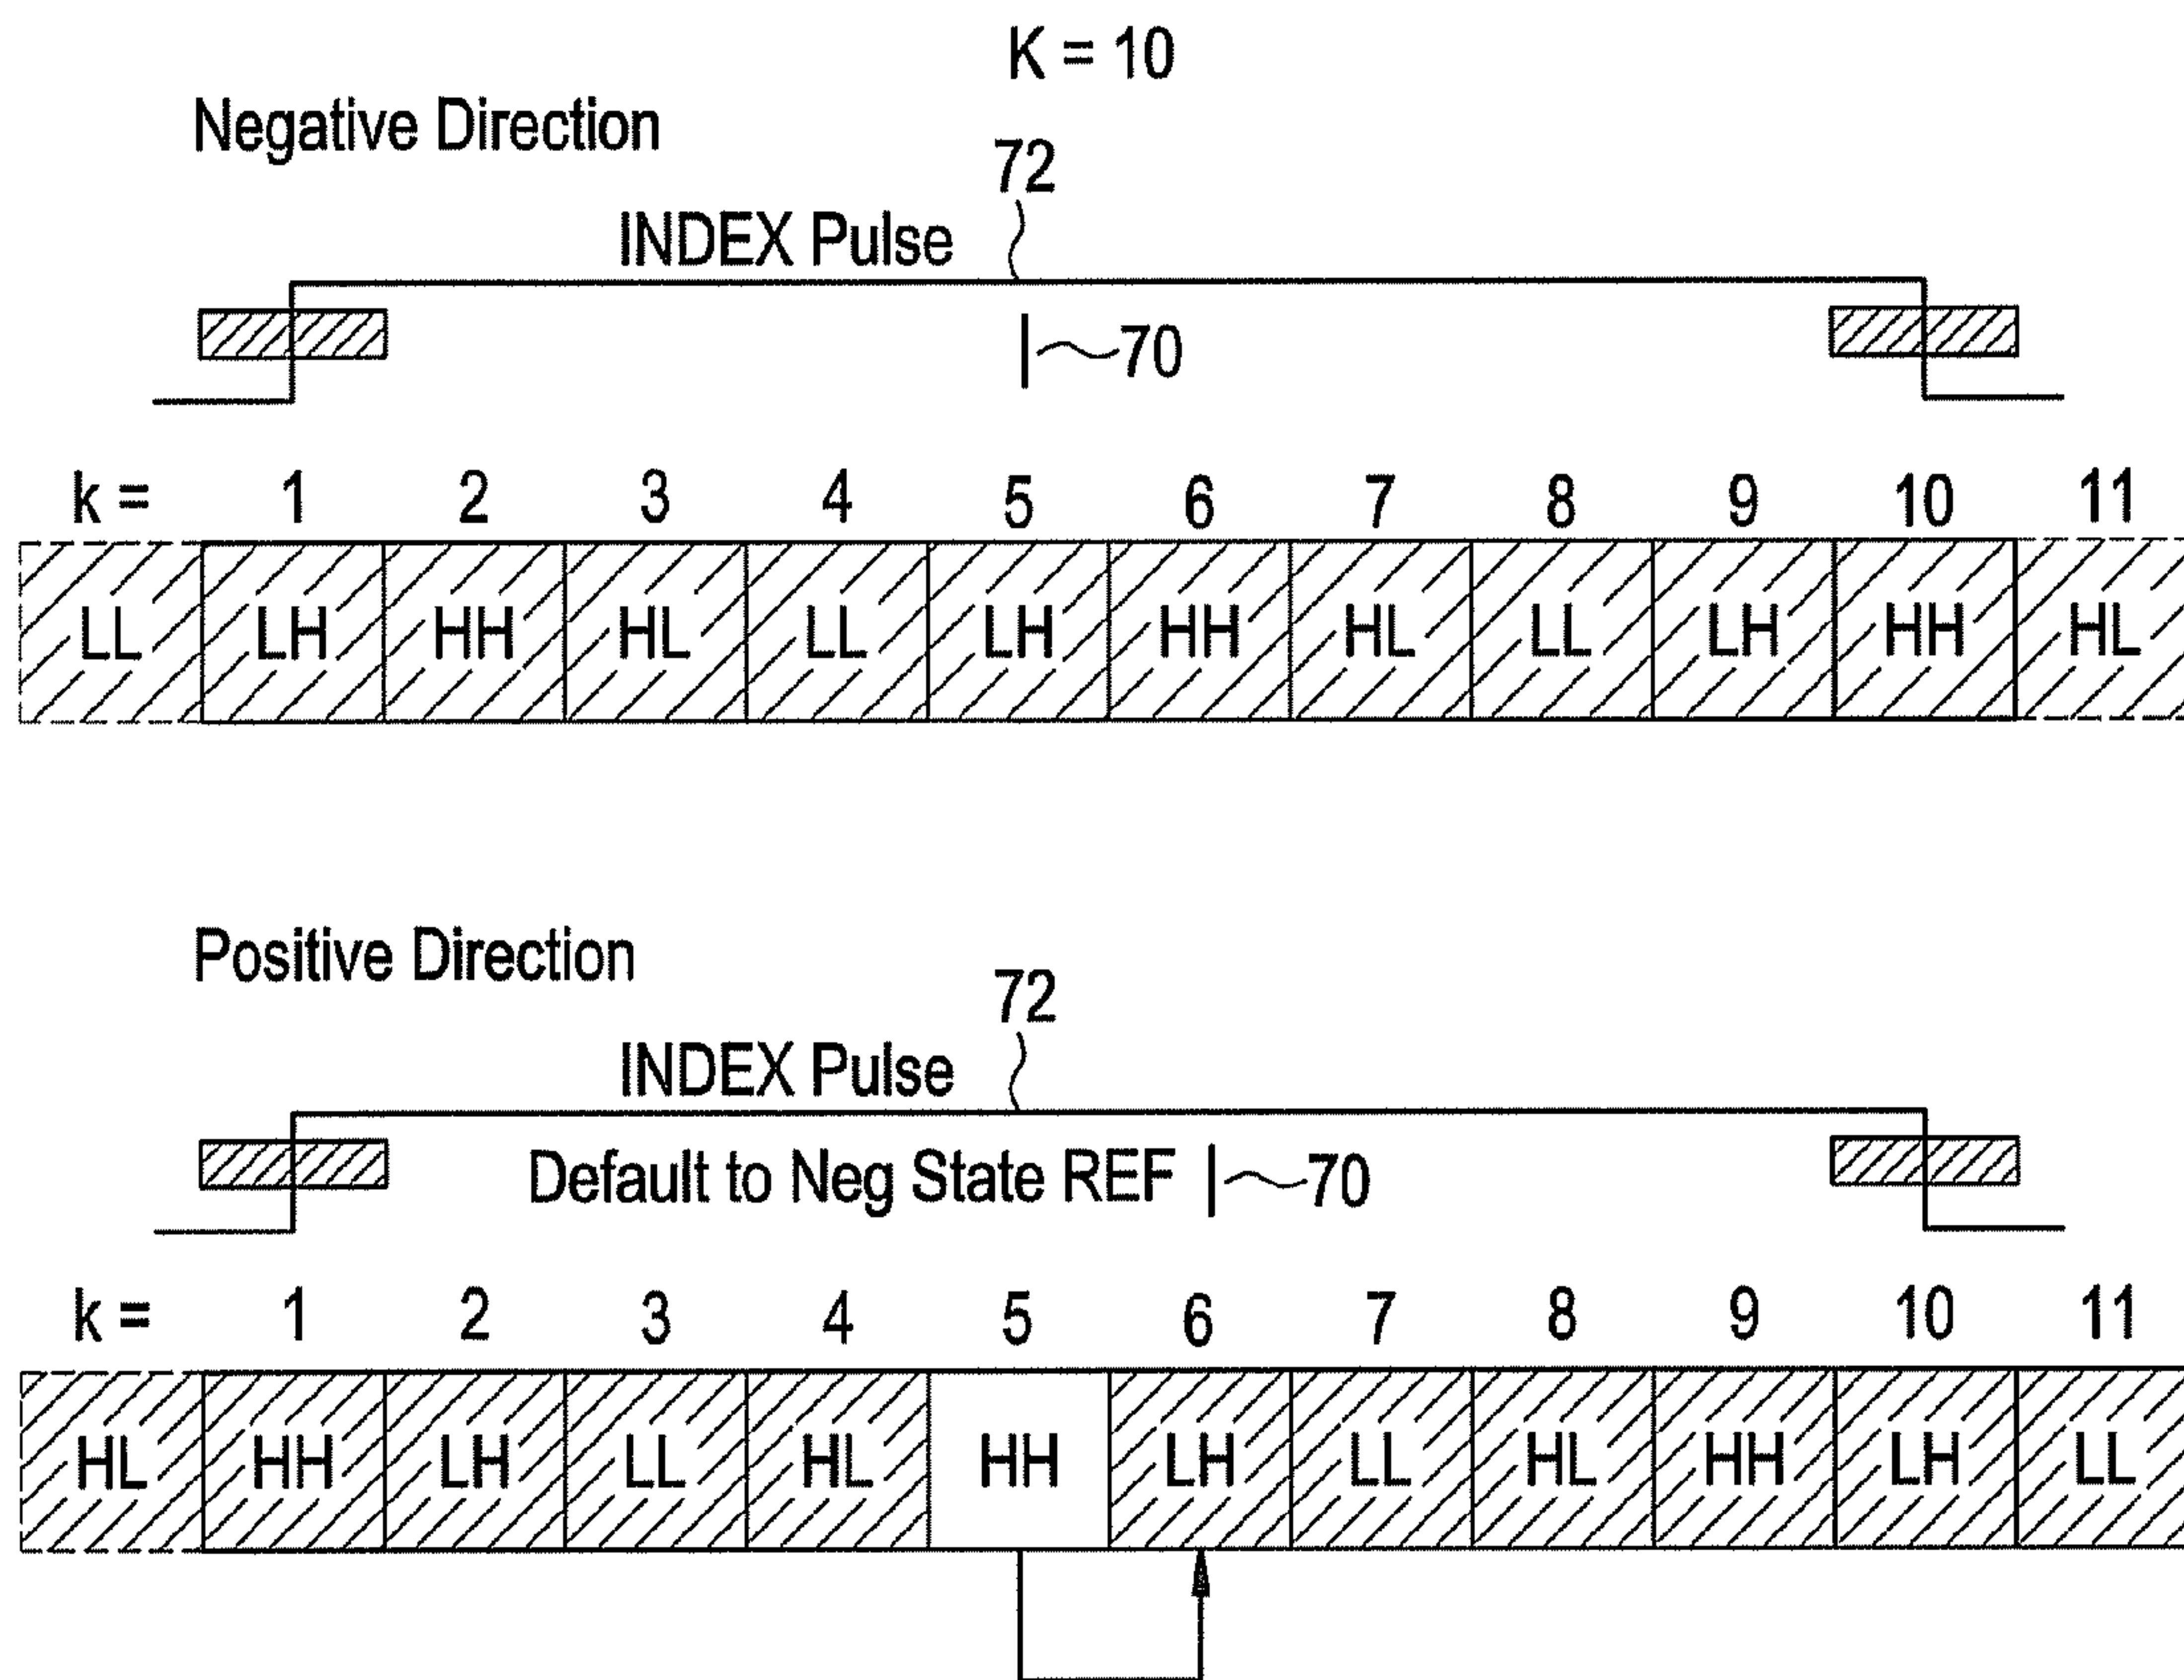 K = 10
Negative Direction
72
INDEX Pulse
70
k = 1 2 3 4 5 6 7 8 9 10 11
LL LH HH HL LL LH HH HL LL LH HH HL
Positive Direction
72
INDEX Pulse
Default to Neg State REF 70
k = 1 2 3 4 5 6 7 8 9 10 11
HL HH LH LL HL HH LH LL HL HH LH LL